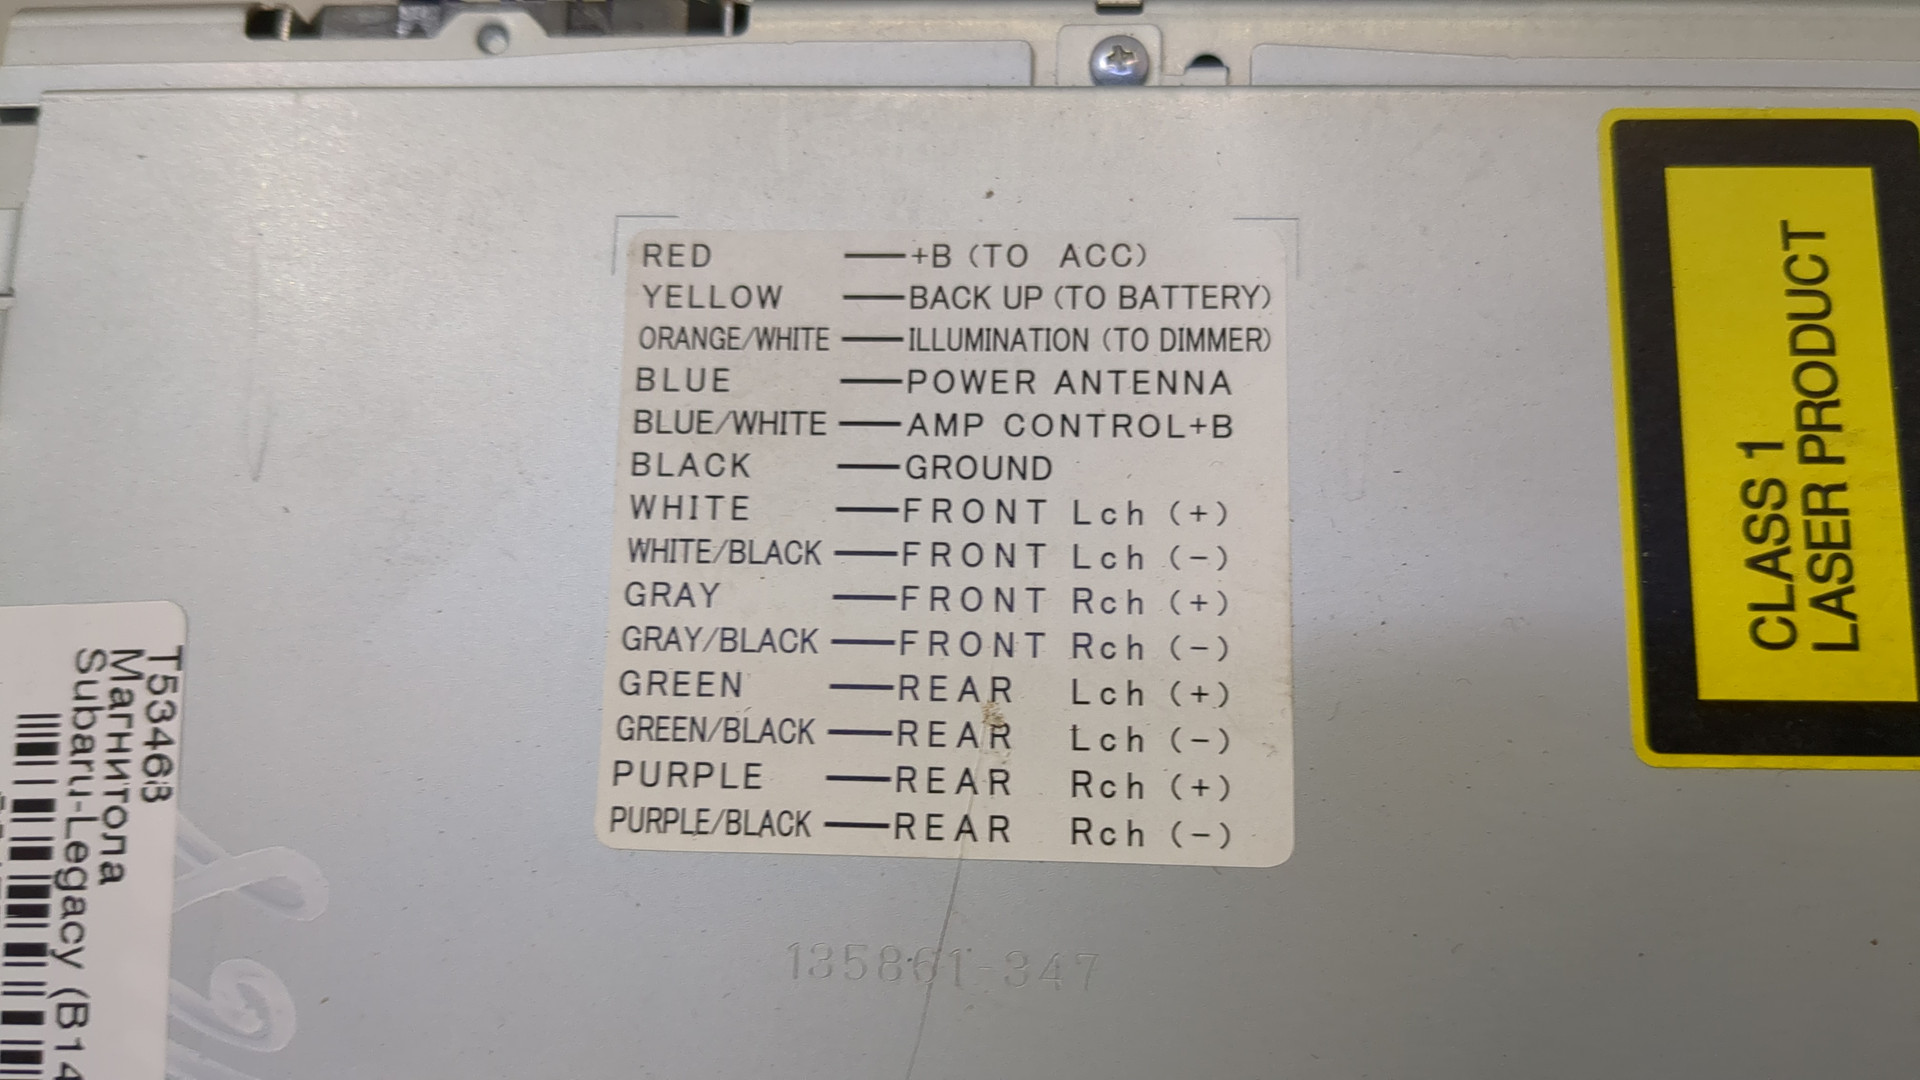 RED — +B (TO ACC)
YELLOW — BACK UP (TO BATTERY)
ORANGE/WHITE — ILLUMINATION (TO DIMMER)
BLUE — POWER ANTENNA
BLUE/WHITE — AMP CONTROL+B
BLACK — GROUND
WHITE — FRONT Lch (+)
WHITE/BLACK — FRONT Lch (-)
GRAY — FRONT Rch (+)
GRAY/BLACK — FRONT Rch (-)
GREEN — REAR Lch (+)
GREEN/BLACK — REAR Lch (-)
PURPLE — REAR Rch (+)
PURPLE/BLACK — REAR Rch (-)
135861-347
CLASS 1
LASER PRODUCT
T53463
Магнитола
Subaru-Legacy (B14